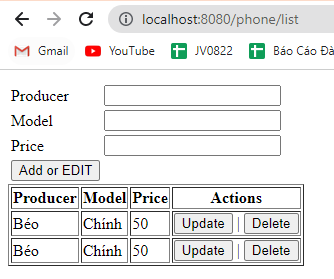 localhost:8080/phone/list
Gmail YouTube JV0822 Báo Cáo Đà
Producer
Model
Price
Add or EDIT
Producer Model Price Actions
Béo Chính 50 Update | Delete
Béo Chính 50 Update | Delete